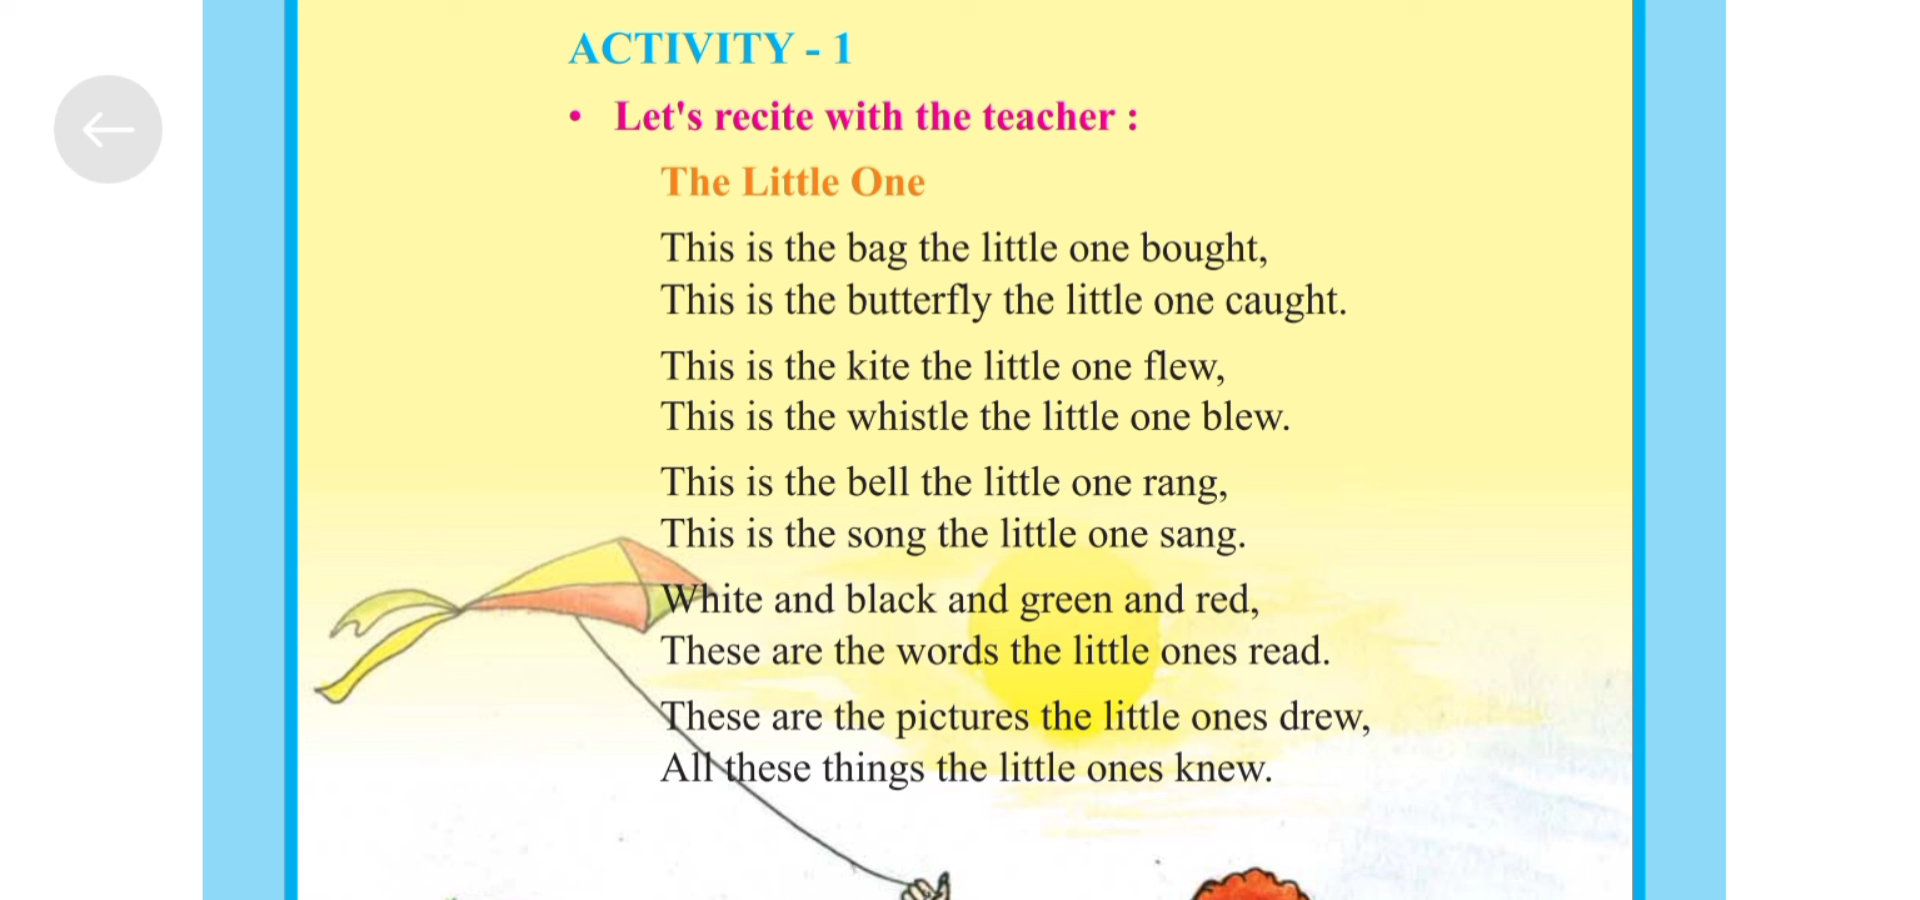 ACTIVITY - 1
• Let's recite with the teacher :
The Little One
This is the bag the little one bought,
This is the butterfly the little one caught.
This is the kite the little one flew,
This is the whistle the little one blew.
This is the bell the little one rang,
This is the song the little one sang.
White and black and green and red,
These are the words the little ones read.
These are the pictures the little ones drew,
All these things the little ones knew.